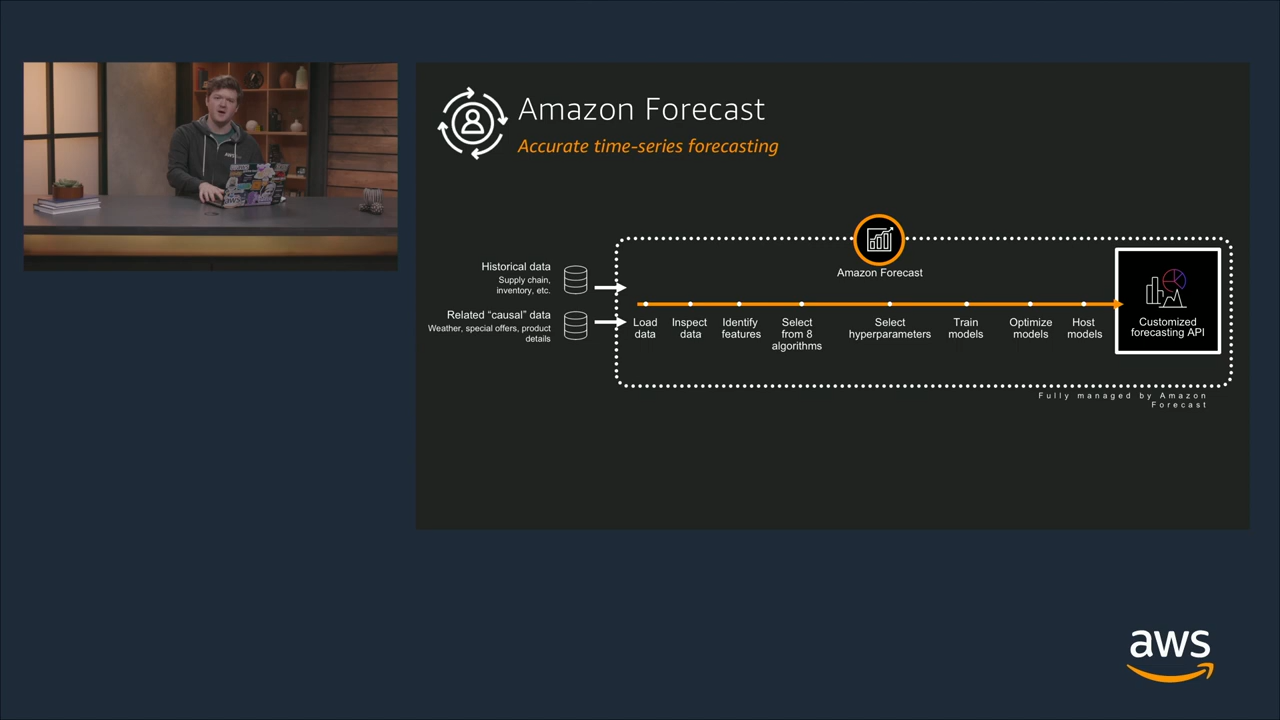 Amazon Forecast
Accurate time-series forecasting
Amazon Forecast
Historical data
Supply chain,
inventory, etc.
Related “causal” data
Weather, special offers, product
details
Load
data
Inspect
data
Identify
features
Select
from 8
algorithms
Select
hyperparameters
Train
models
Optimize
models
Host
models
Customized
forecasting API
Fully managed by Amazon
Forecast
aws